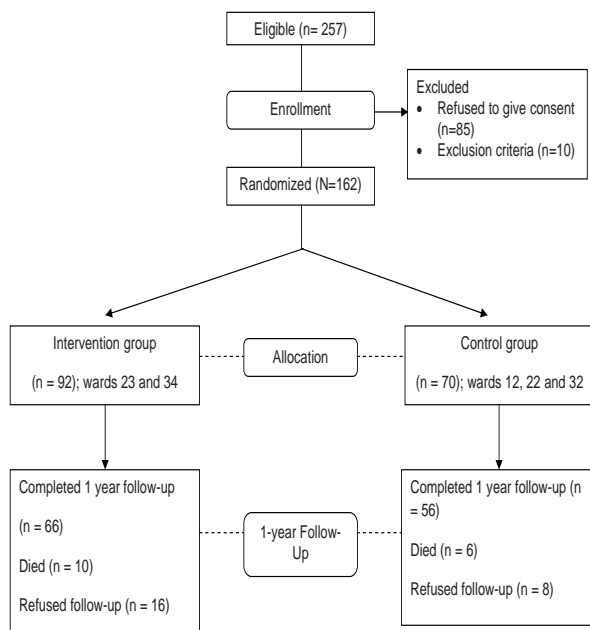 Eligible (n= 257)
Enrollment
Excluded
• Refused to give consent
(n=85)
• Exclusion criteria (n=10)
Randomized (N=162)
Intervention group
(n = 92); wards 23 and 34
Allocation
Control group
(n = 70); wards 12, 22 and 32
Completed 1 year follow-up
(n = 66)
Died (n = 10)
Refused follow-up (n = 16)
1-year Follow-
Up
Completed 1 year follow-up (n
= 56)
Died (n = 6)
Refused follow-up (n = 8)